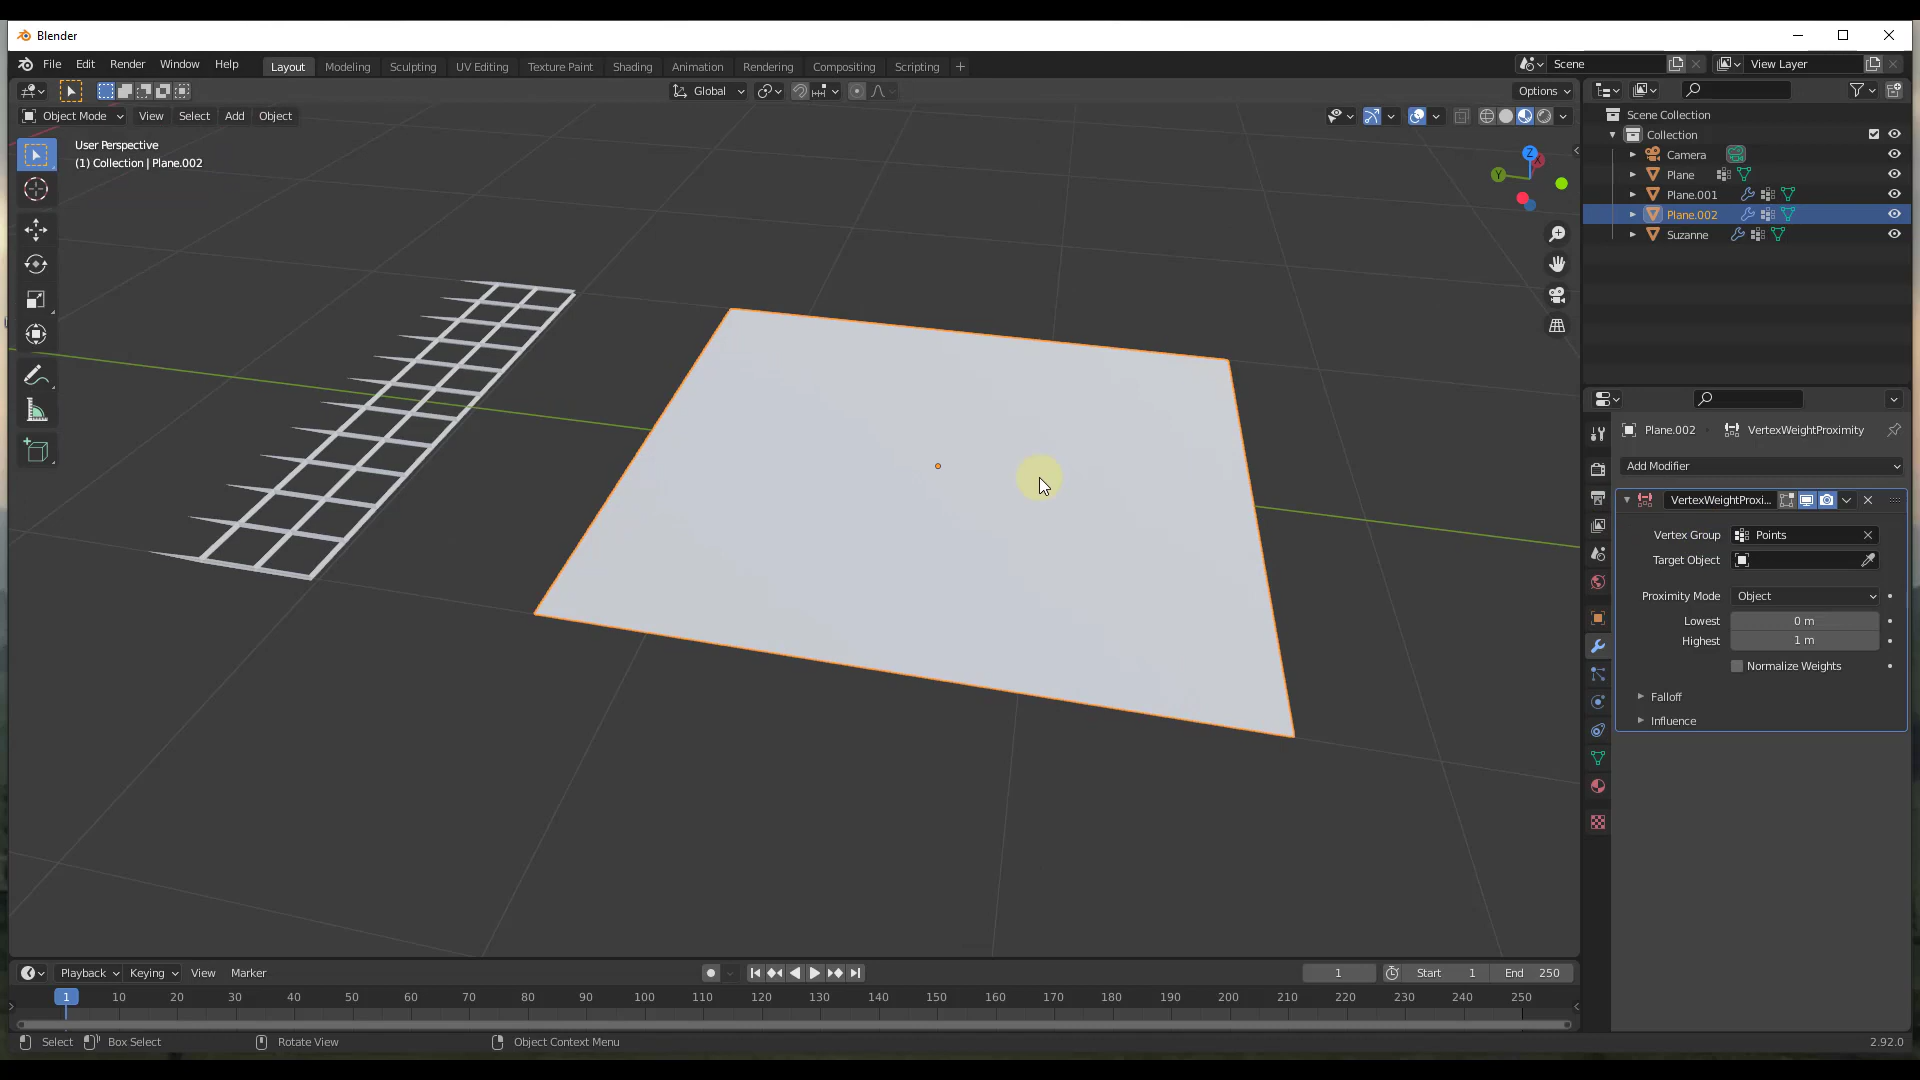 Blender
File Edit Render Window Help
Layout Modeling Sculpting UV Editing Texture Paint Shading Animation Rendering Compositing Scripting +
Scene
View Layer
Global
Options
Object Mode View Select Add Object
User Perspective
(1) Collection | Plane.002
Z
Y
X
Scene Collection
Collection
Camera
Plane
Plane.001
Plane.002
Suzanne
Plane.002 VertexWeightProximity
Add Modifier
VertexWeightProxi...
Vertex Group Points
Target Object
Proximity Mode Object
Lowest 0 m
Highest 1 m
Normalize Weights
Falloff
Influence
Playback Keying View Marker
1
Start 1
End 250
1 10 20 30 40 50 60 70 80 90 100 110 120 130 140 150 160 170 180 190 200 210 220 230 240 250
Select Box Select Rotate View Object Context Menu
2.92.0